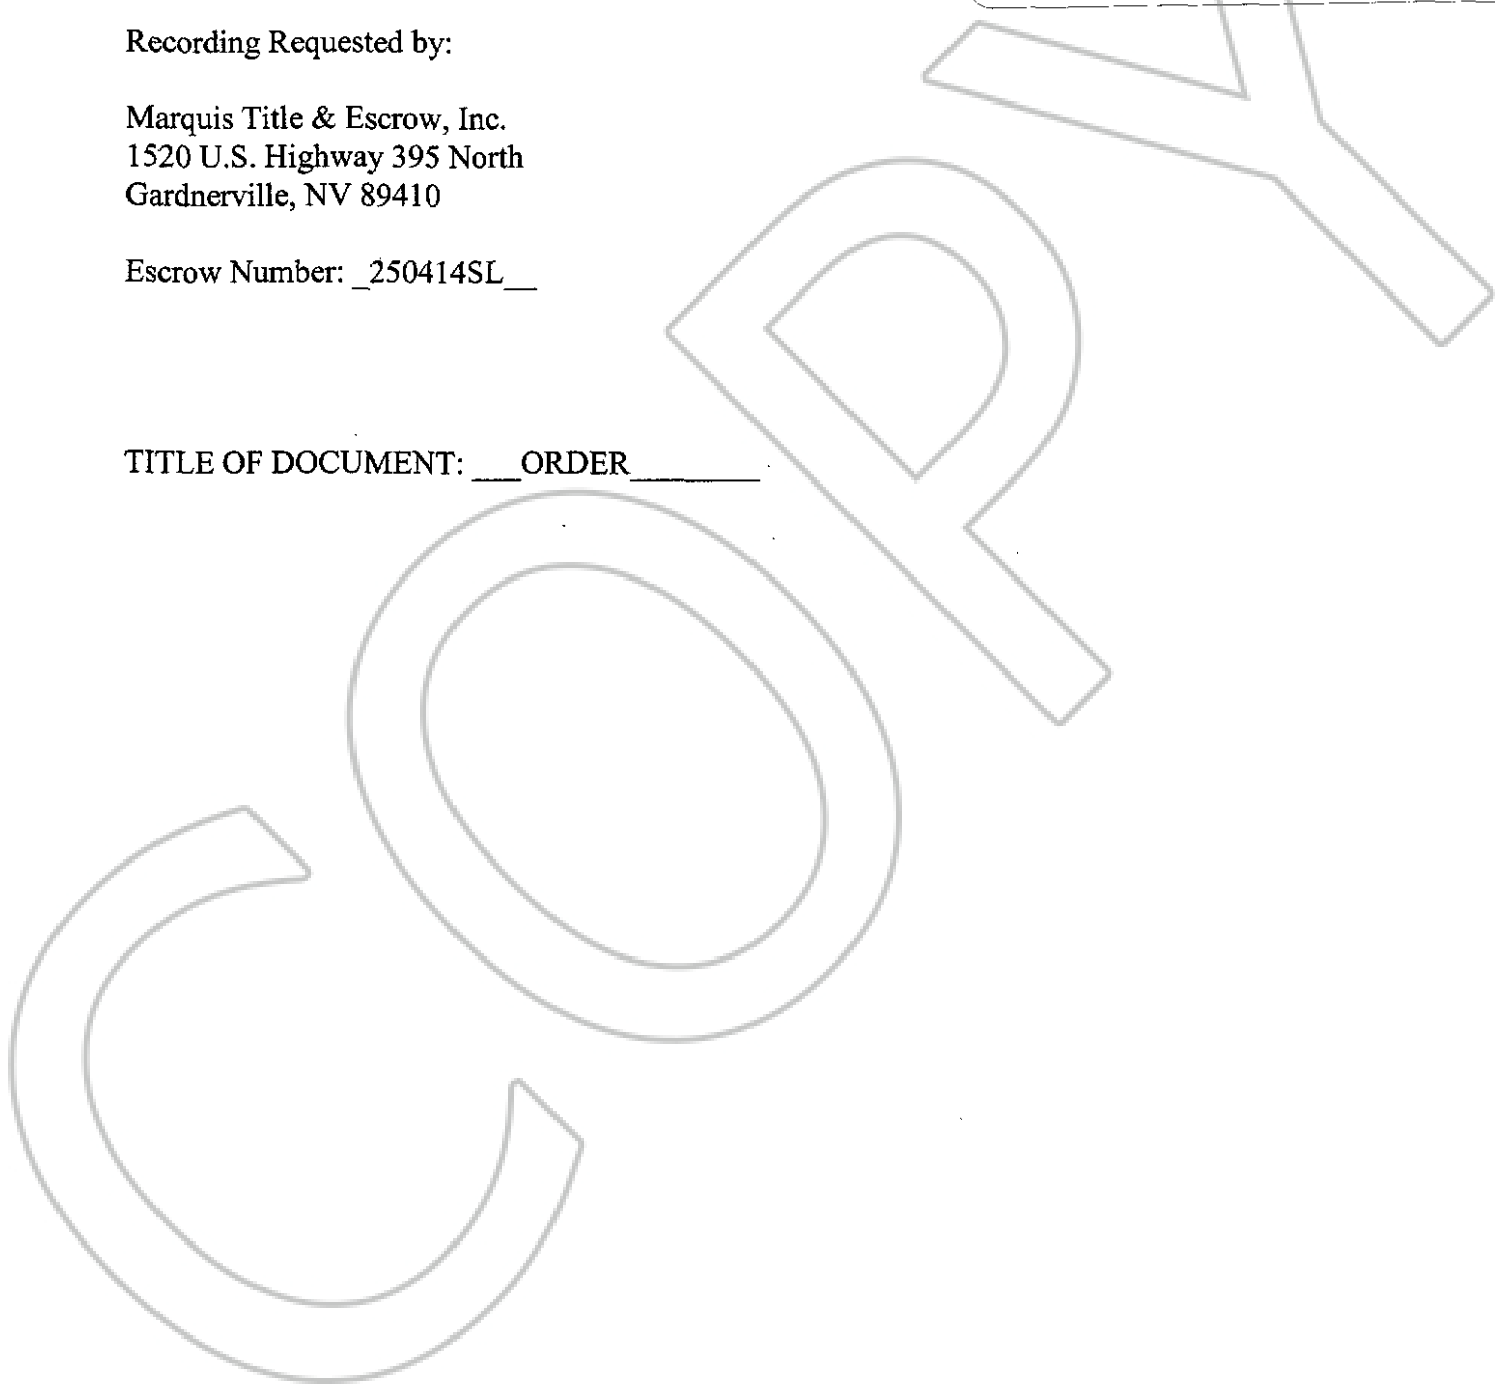 Recording Requested by:
Marquis Title & Escrow, Inc.
1520 U.S. Highway 395 North
Gardnerville, NV 89410
Escrow Number: _250414SL__
TITLE OF DOCUMENT: ___ORDER________
COPY